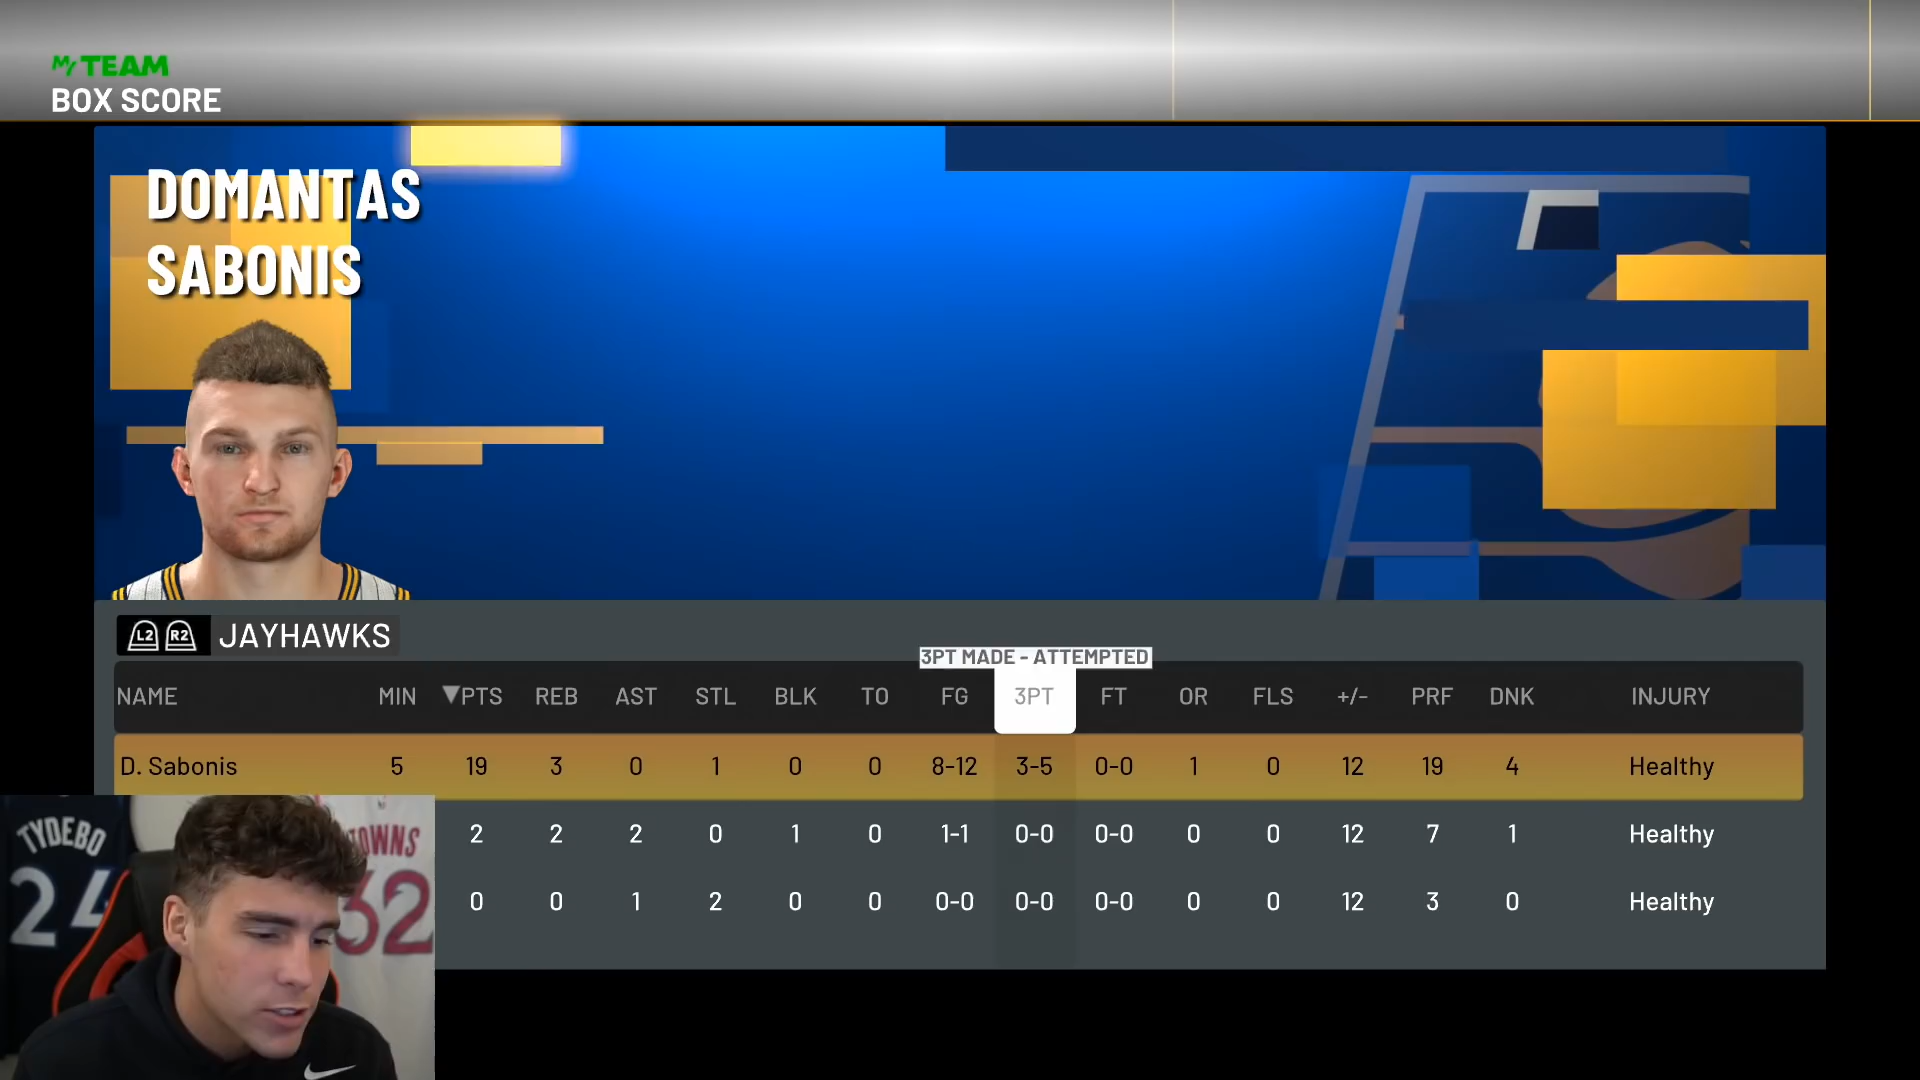 MyTEAM
BOX SCORE
DOMANTAS
SABONIS
L2 R2 JAYHAWKS
3PT MADE - ATTEMPTED
NAME MIN ▼PTS REB AST STL BLK TO FG 3PT FT OR FLS +/- PRF DNK INJURY
D. Sabonis 5 19 3 0 1 0 0 8-12 3-5 0-0 1 0 12 19 4 Healthy
2 2 2 0 1 0 1-1 0-0 0-0 0 0 12 7 1 Healthy
0 0 1 2 0 0 0-0 0-0 0-0 0 0 12 3 0 Healthy
TYDEBO
24
TOWNS
32